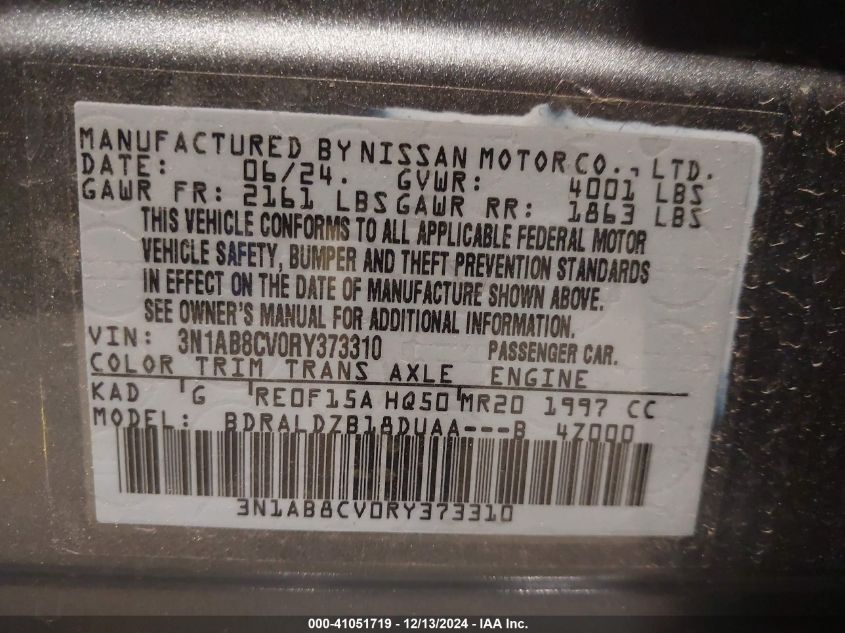 MANUFACTURED BY NISSAN MOTOR CO., LTD.
DATE: 06/24. GVWR: 4001 LBS
GAWR FR: 2161 LBS GAWR RR: 1863 LBS
THIS VEHICLE CONFORMS TO ALL APPLICABLE FEDERAL MOTOR
VEHICLE SAFETY, BUMPER AND THEFT PREVENTION STANDARDS
IN EFFECT ON THE DATE OF MANUFACTURE SHOWN ABOVE.
SEE OWNER'S MANUAL FOR ADDITIONAL INFORMATION.
VIN: 3N1AB8CV0RY373310 PASSENGER CAR.
COLOR TRIM TRANS AXLE ENGINE
KAD G RE0F15A HQ50 MR20 1997 CC
MODEL: BDRALDZB18DUAA---B 4Z000
3N1AB8CV0RY373310
000-41051719 - 12/13/2024 - IAA Inc.